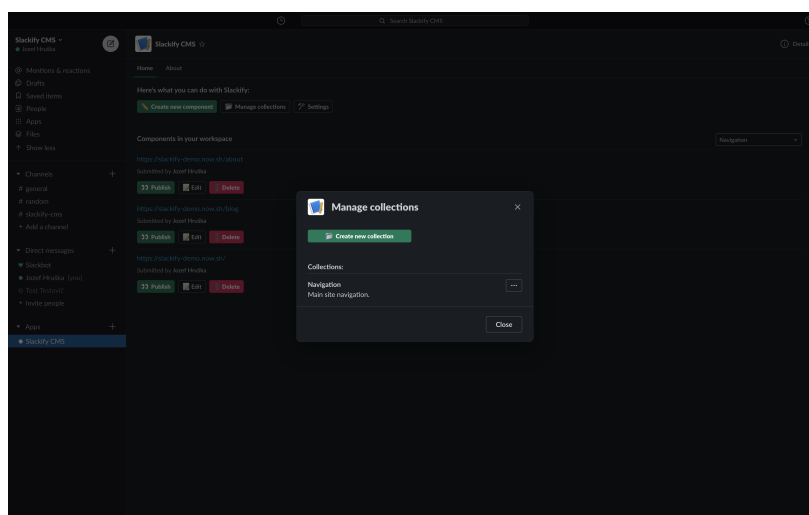 Search Slackify CMS
Slackify CMS
Jozef Hruška
Slackify CMS
Details
Mentions & reactions
Drafts
Saved items
People
Apps
Files
Show less
Channels
# general
# random
# slackify-cms
+ Add a channel
Direct messages
Slackbot
Jozef Hruška (you)
Test Testovič
+ Invite people
Apps
Slackify CMS
Home About
Here's what you can do with Slackify:
Create new component Manage collections Settings
Components in your workspace
Navigation
https://slackify-demo.now.sh/about
Submitted by Jozef Hruška
Publish Edit Delete
https://slackify-demo.now.sh/blog
Submitted by Jozef Hruška
Publish Edit Delete
https://slackify-demo.now.sh/
Submitted by Jozef Hruška
Publish Edit Delete
Manage collections
Create new collection
Collections:
Navigation
Main site navigation.
Close